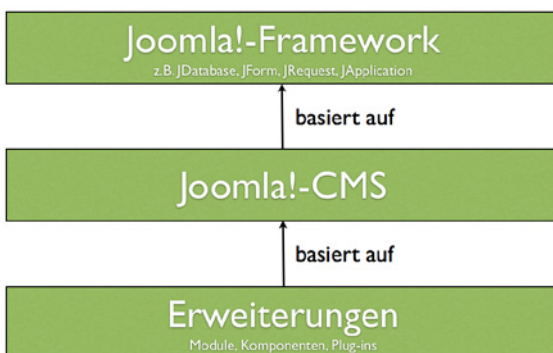 Joomla!-Framework
z.B. JDatabase, JForm, JRequest, JApplication
basiert auf
Joomla!-CMS
basiert auf
Erweiterungen
Module, Komponenten, Plug-ins